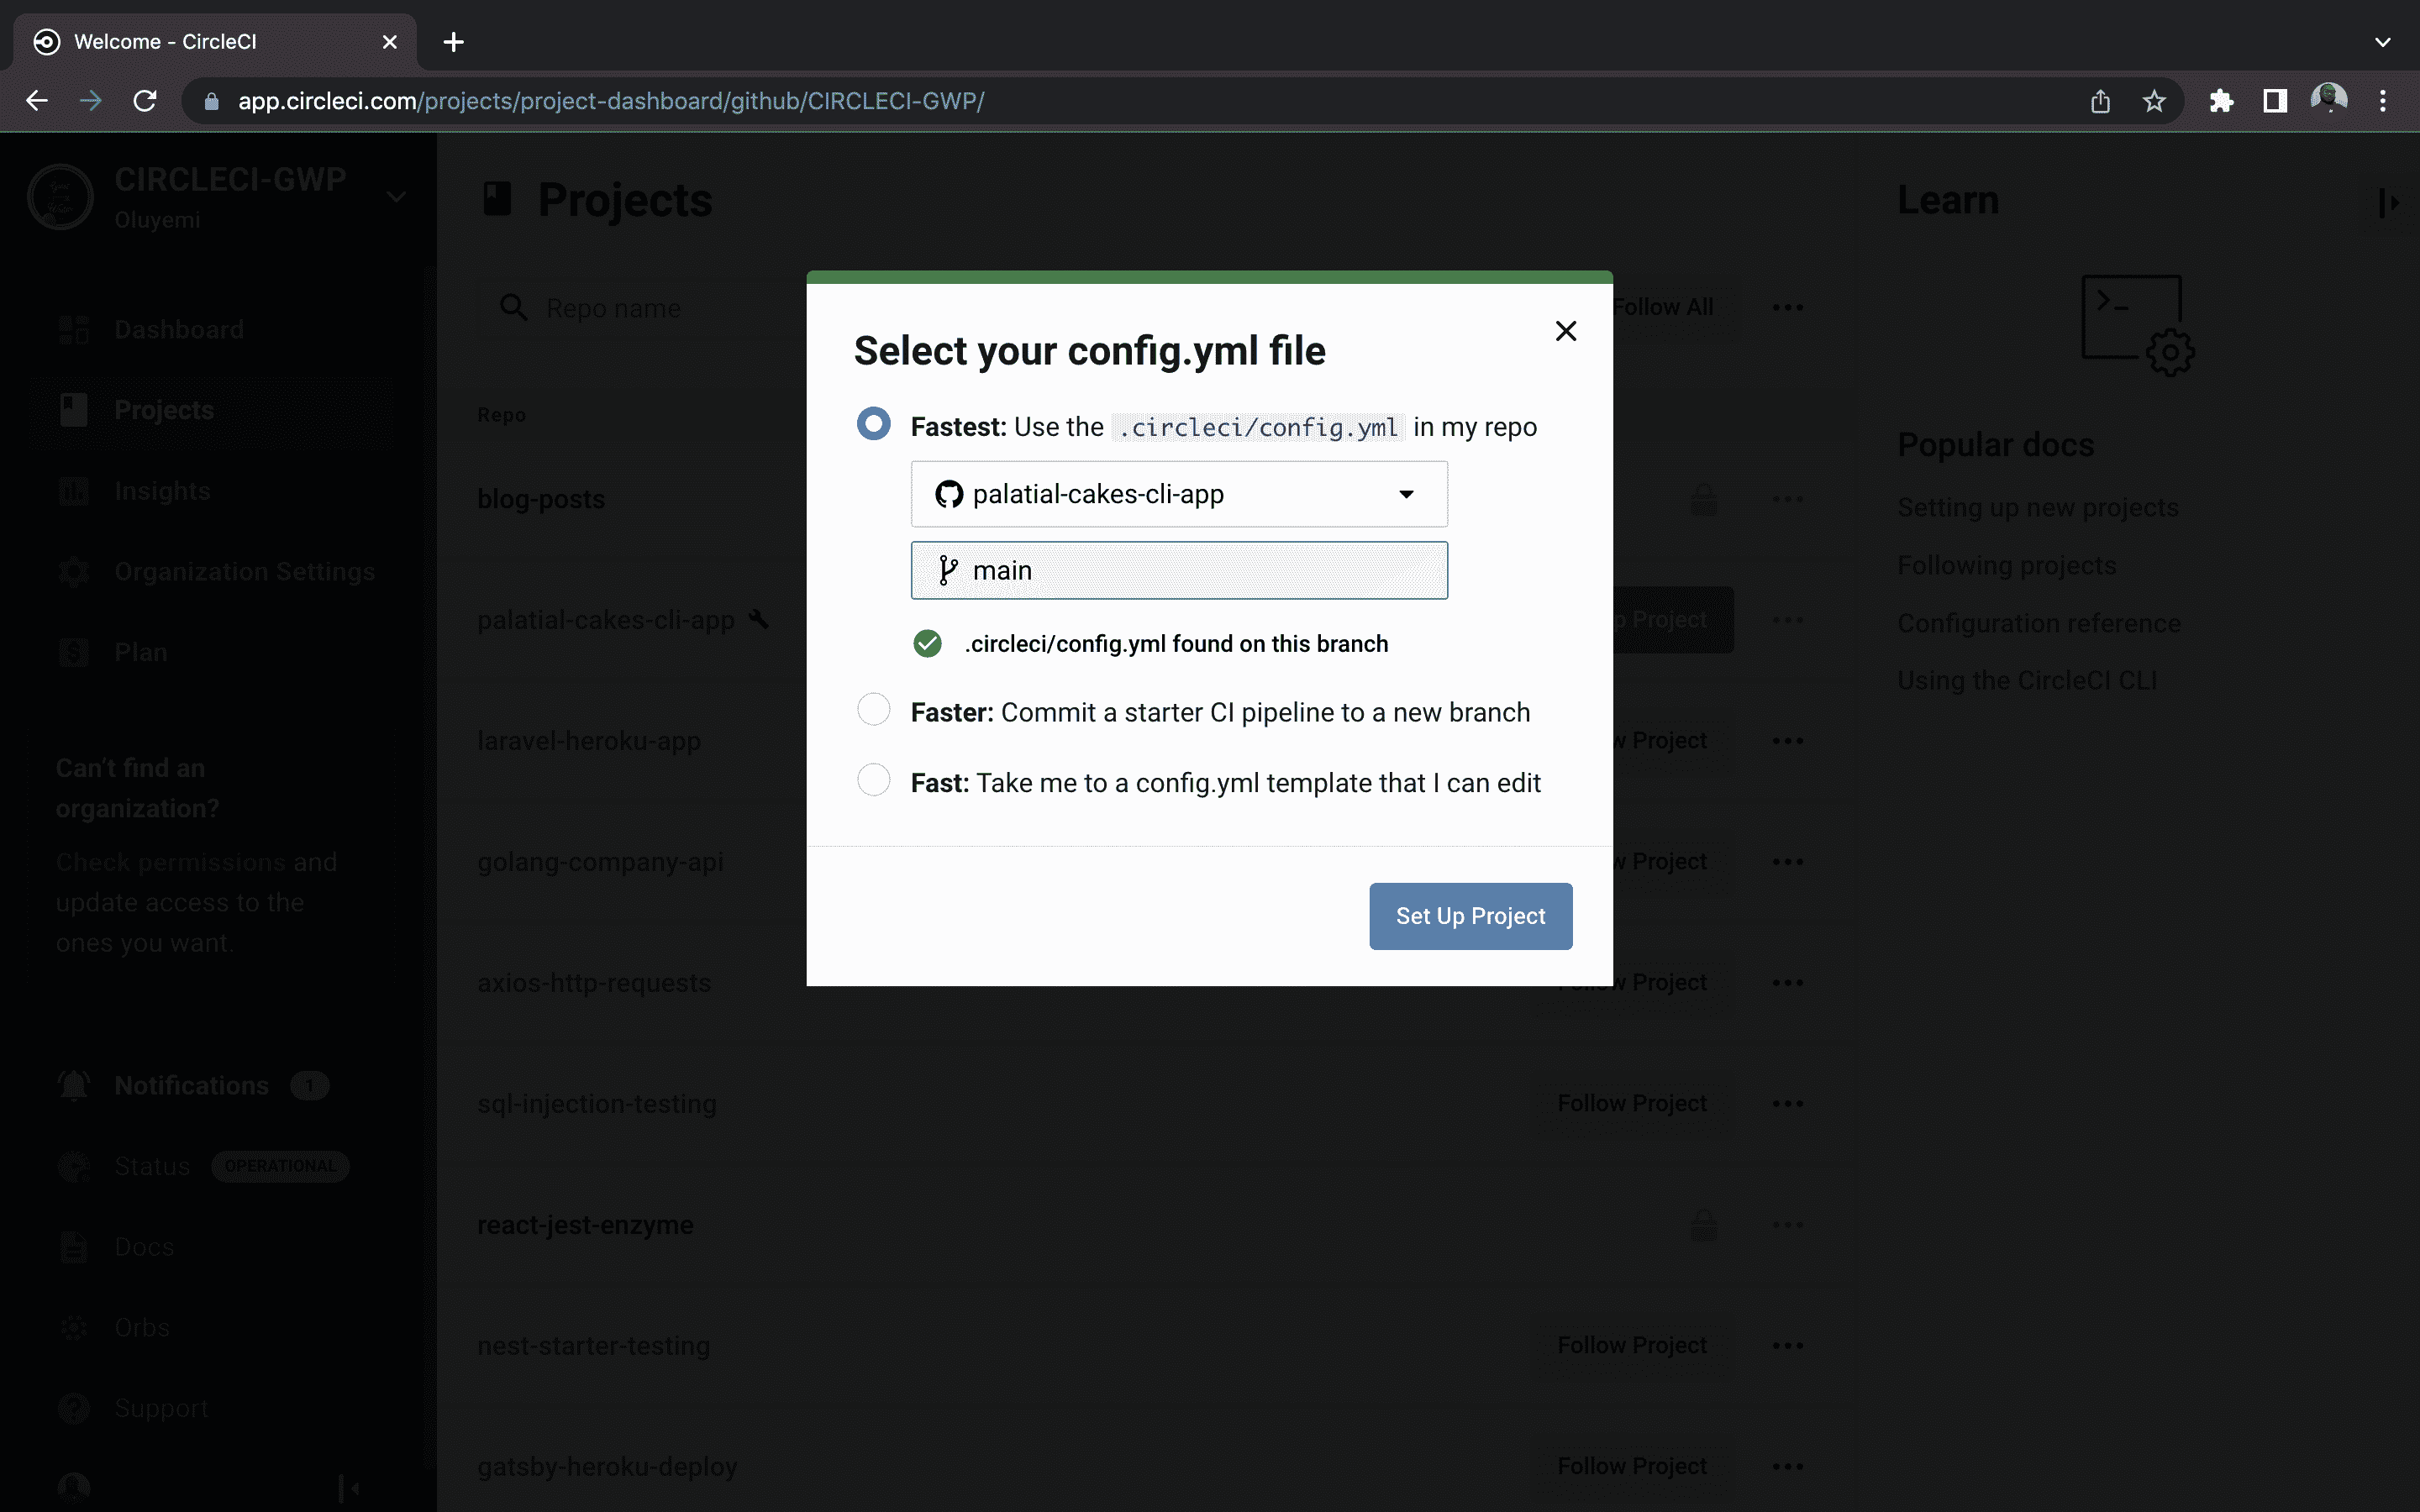 Welcome - CircleCI
app.circleci.com/projects/project-dashboard/github/CIRCLECI-GWP/
CIRCLECI-GWP
Oluyemi
Dashboard
Projects
Insights
Organization Settings
Plan
Can't find an
organization?
Check permissions and
update access to the
ones you want.
Notifications 1
Status OPERATIONAL
Docs
Orbs
Support
Projects
Repo name
Follow All
Repo
blog-posts
palatial-cakes-cli-app
p Project
laravel-heroku-app
w Project
golang-company-api
w Project
axios-http-requests
Follow Project
sql-injection-testing
Follow Project
react-jest-enzyme
nest-starter-testing
Follow Project
gatsby-heroku-deploy
Follow Project
Select your config.yml file
Fastest: Use the .circleci/config.yml in my repo
palatial-cakes-cli-app
main
.circleci/config.yml found on this branch
Faster: Commit a starter CI pipeline to a new branch
Fast: Take me to a config.yml template that I can edit
Set Up Project
Learn
Popular docs
Setting up new projects
Following projects
Configuration reference
Using the CircleCI CLI